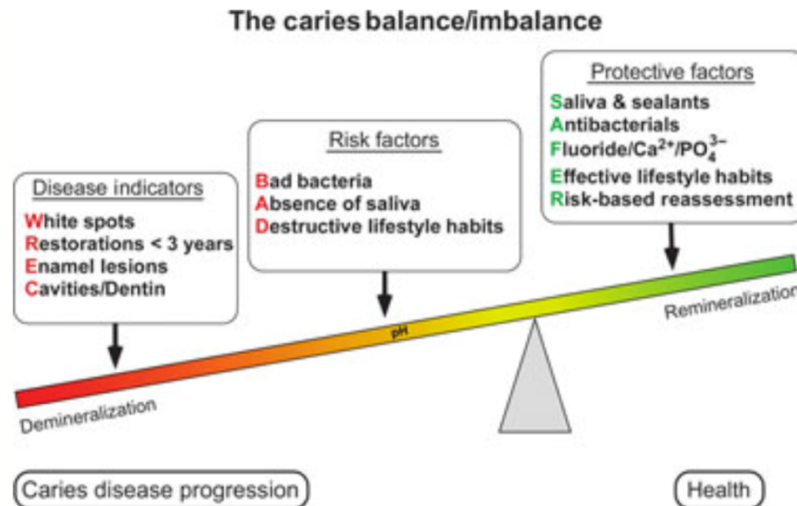 The caries balance/imbalance
Disease indicators
White spots
Restorations < 3 years
Enamel lesions
Cavities/Dentin
Risk factors
Bad bacteria
Absence of saliva
Destructive lifestyle habits
Protective factors
Saliva & sealants
Antibacterials
Fluoride/Ca²⁺/PO₄³⁻
Effective lifestyle habits
Risk-based reassessment
pH
Demineralization
Remineralization
Caries disease progression
Health